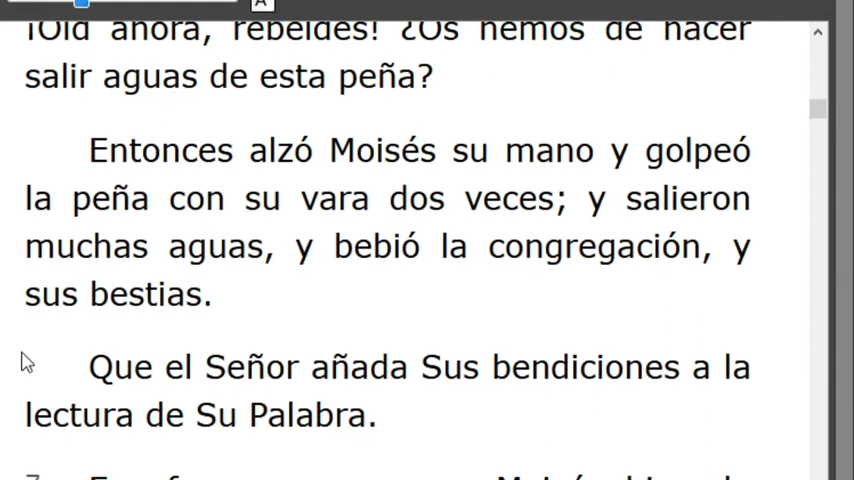 A
¡Oíd ahora, rebeldes! ¿Os hemos de hacer
salir aguas de esta peña?
Entonces alzó Moisés su mano y golpeó
la peña con su vara dos veces; y salieron
muchas aguas, y bebió la congregación, y
sus bestias.
Que el Señor añada Sus bendiciones a la
lectura de Su Palabra.
7